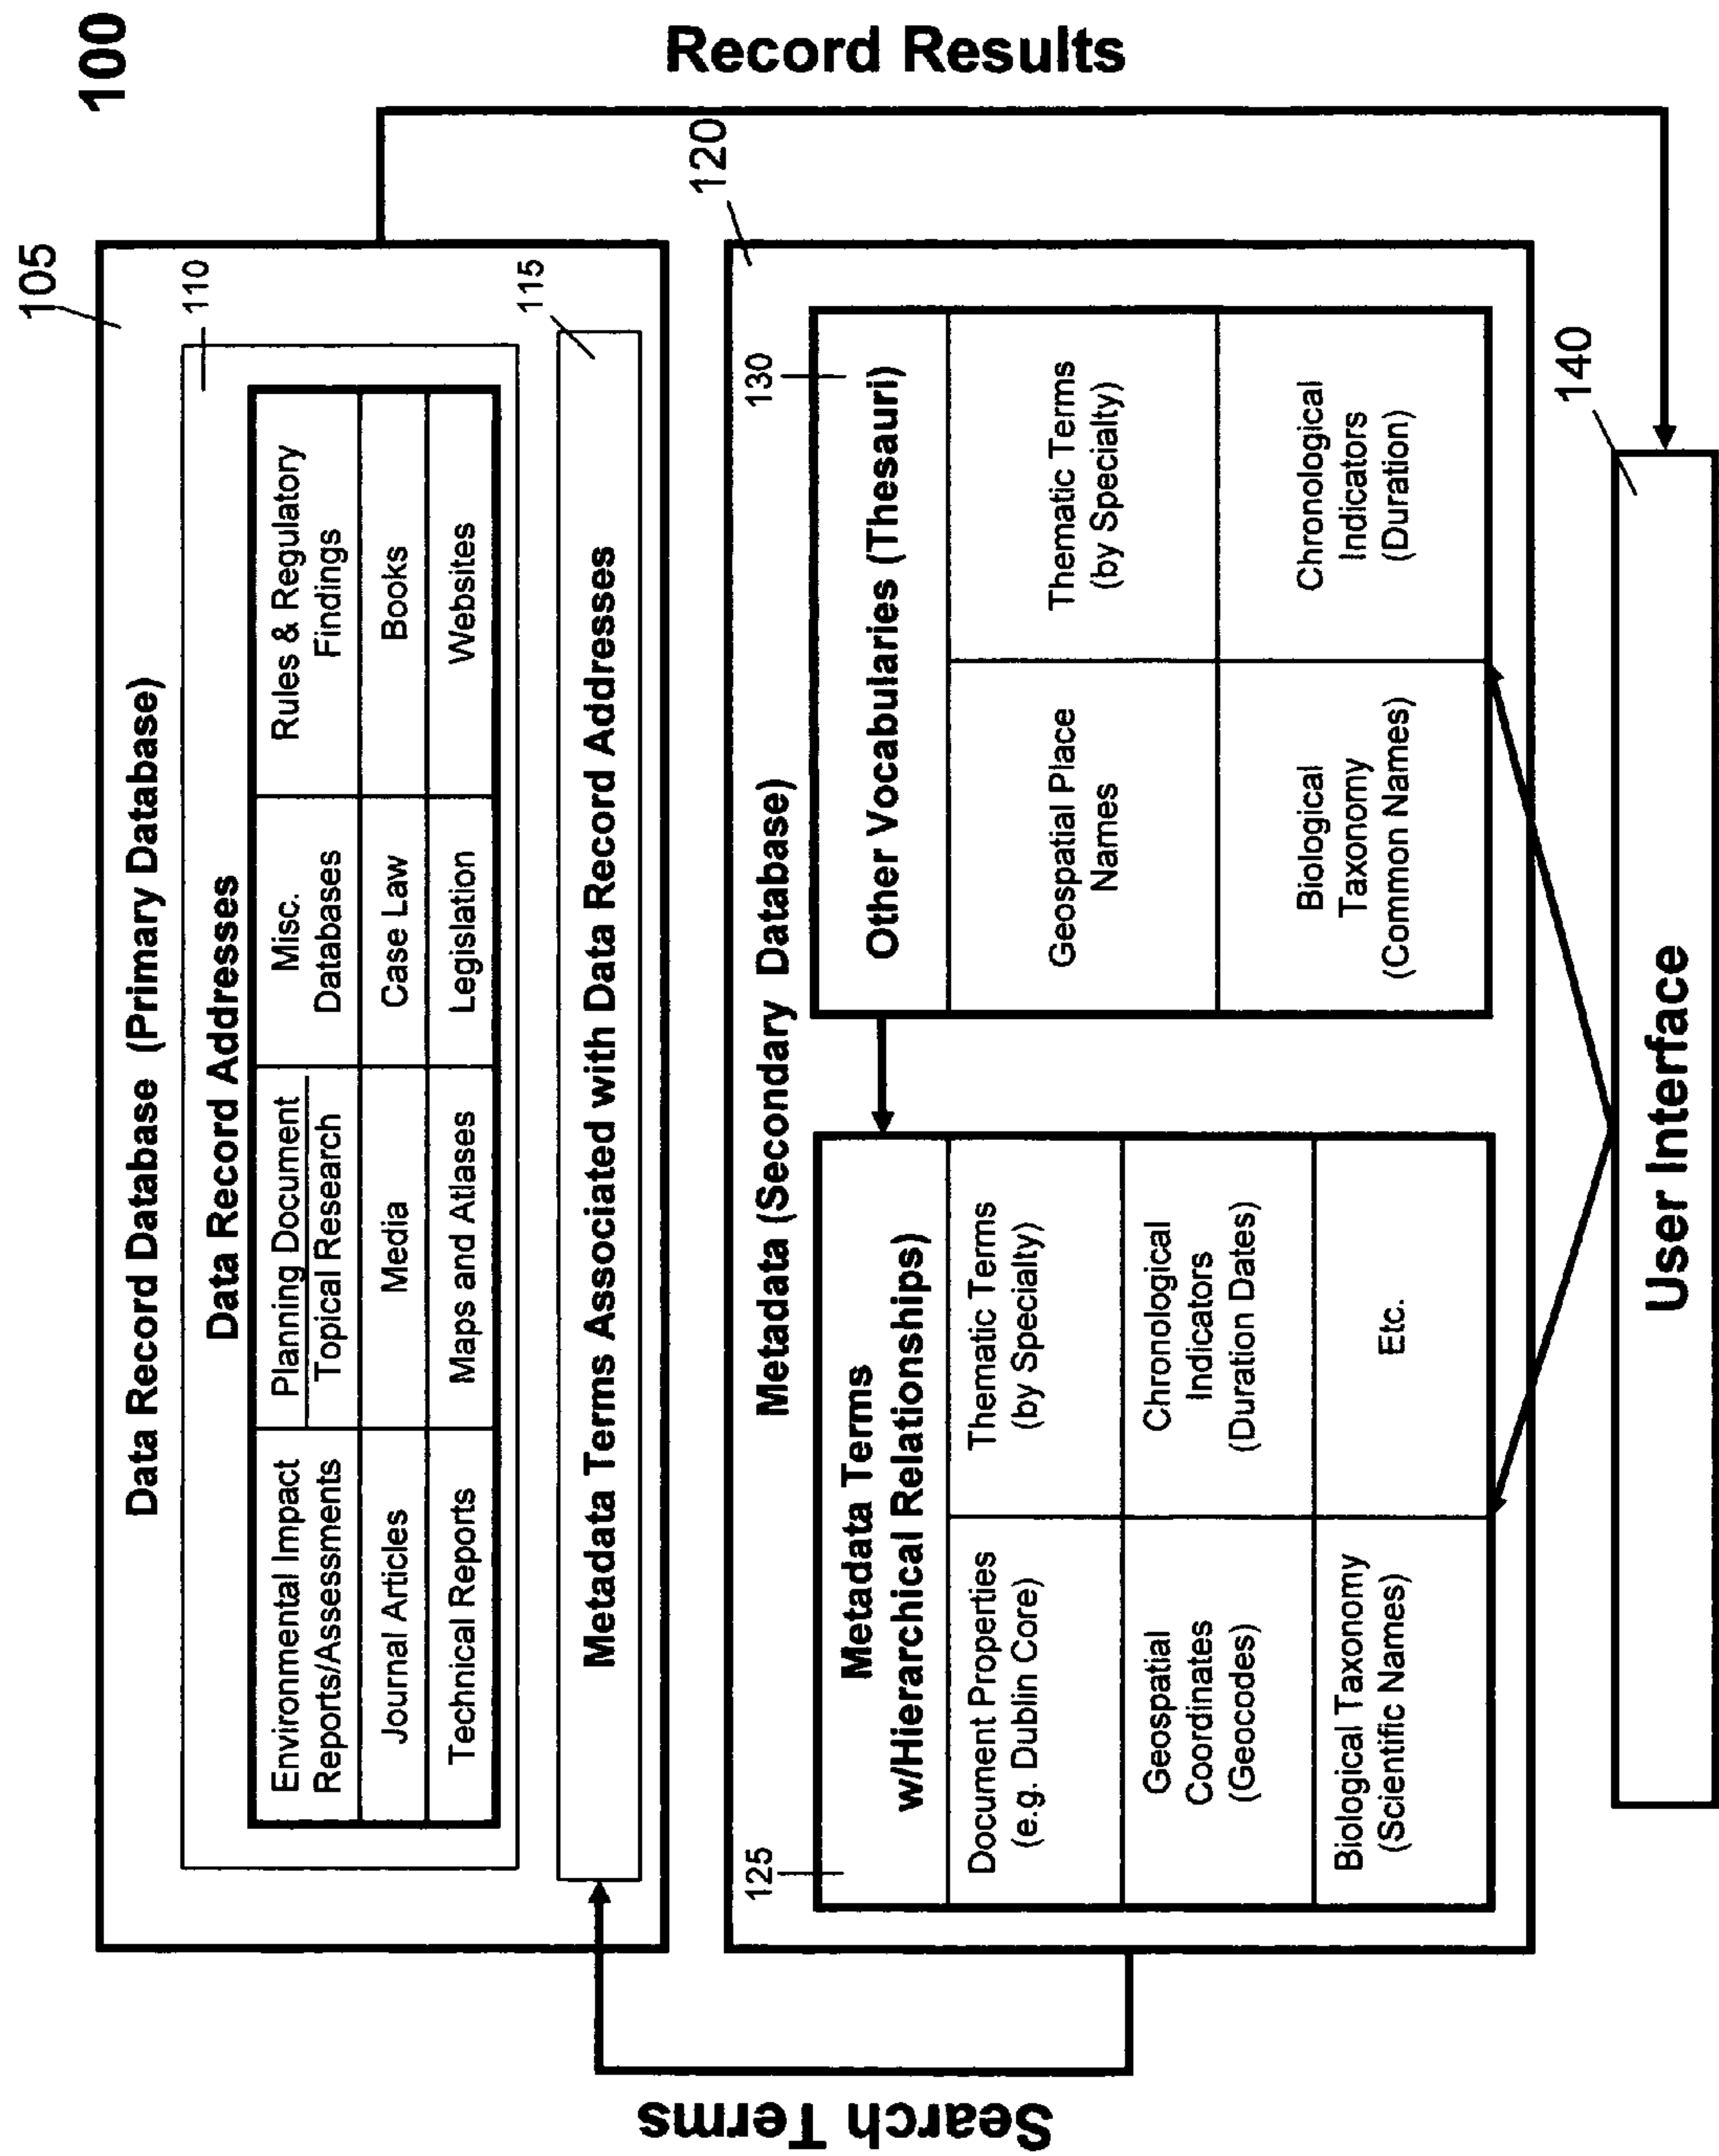 100
Record Results
105
Data Record Database (Primary Database)
110
Data Record Addresses
Environmental Impact
Reports/Assessments
Planning Document
Topical Research
Misc.
Databases
Rules & Regulatory
Findings
Journal Articles
Media
Case Law
Books
Technical Reports
Maps and Atlases
Legislation
Websites
115
Metadata Terms Associated with Data Record Addresses
120
Metadata (Secondary Database)
125
Metadata Terms
w/Hierarchical Relationships)
Document Properties
(e.g. Dublin Core)
Thematic Terms
(by Specialty)
Geospatial
Coordinates
(Geocodes)
Chronological
Indicators
(Duration Dates)
Biological Taxonomy
(Scientific Names)
Etc.
130
Other Vocabularies (Thesauri)
Geospatial Place
Names
Thematic Terms
(by Specialty)
Biological
Taxonomy
(Common Names)
Chronological
Indicators
(Duration)
140
User Interface
Search Terms